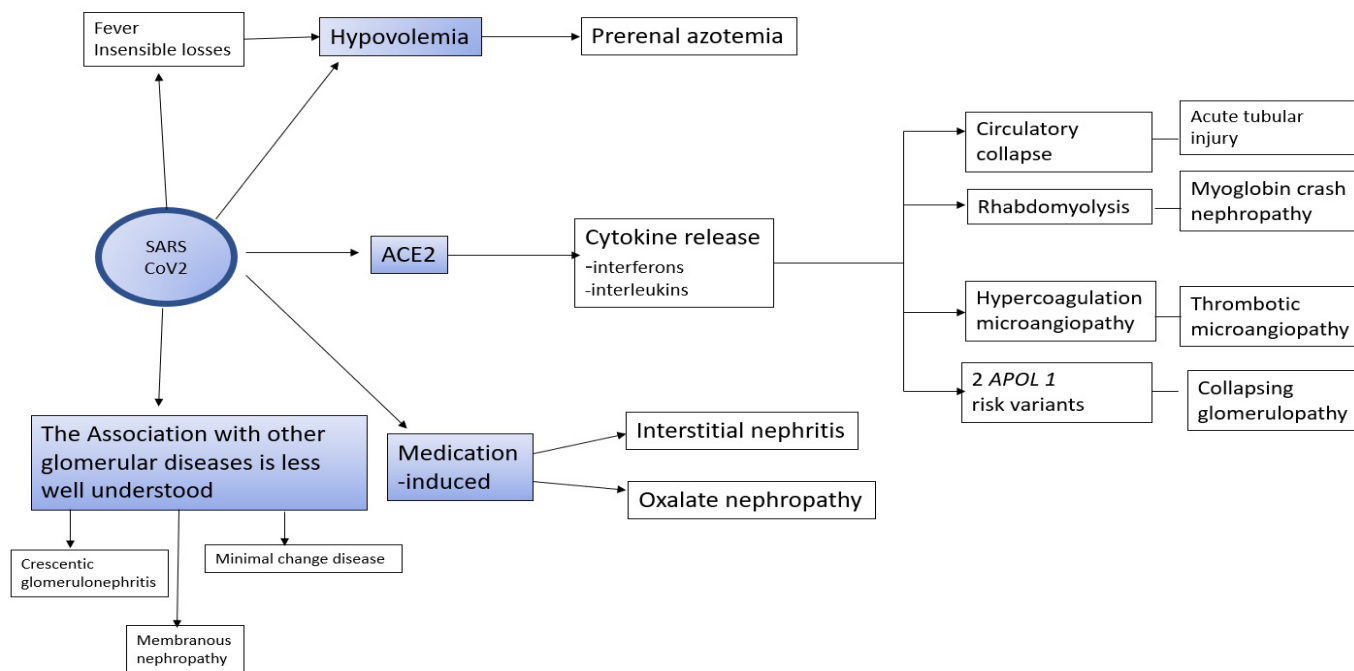 Fever
Insensible losses
Hypovolemia
Prerenal azotemia
SARS
CoV2
ACE2
Cytokine release
-interferons
-interleukins
Circulatory
collapse
Acute tubular
injury
Rhabdomyolysis
Myoglobin crash
nephropathy
Hypercoagulation
microangiopathy
Thrombotic
microangiopathy
2 APOL 1
risk variants
Collapsing
glomerulopathy
The Association with other
glomerular diseases is less
well understood
Medication
-induced
Interstitial nephritis
Oxalate nephropathy
Crescentic
glomerulonephritis
Minimal change disease
Membranous
nephropathy